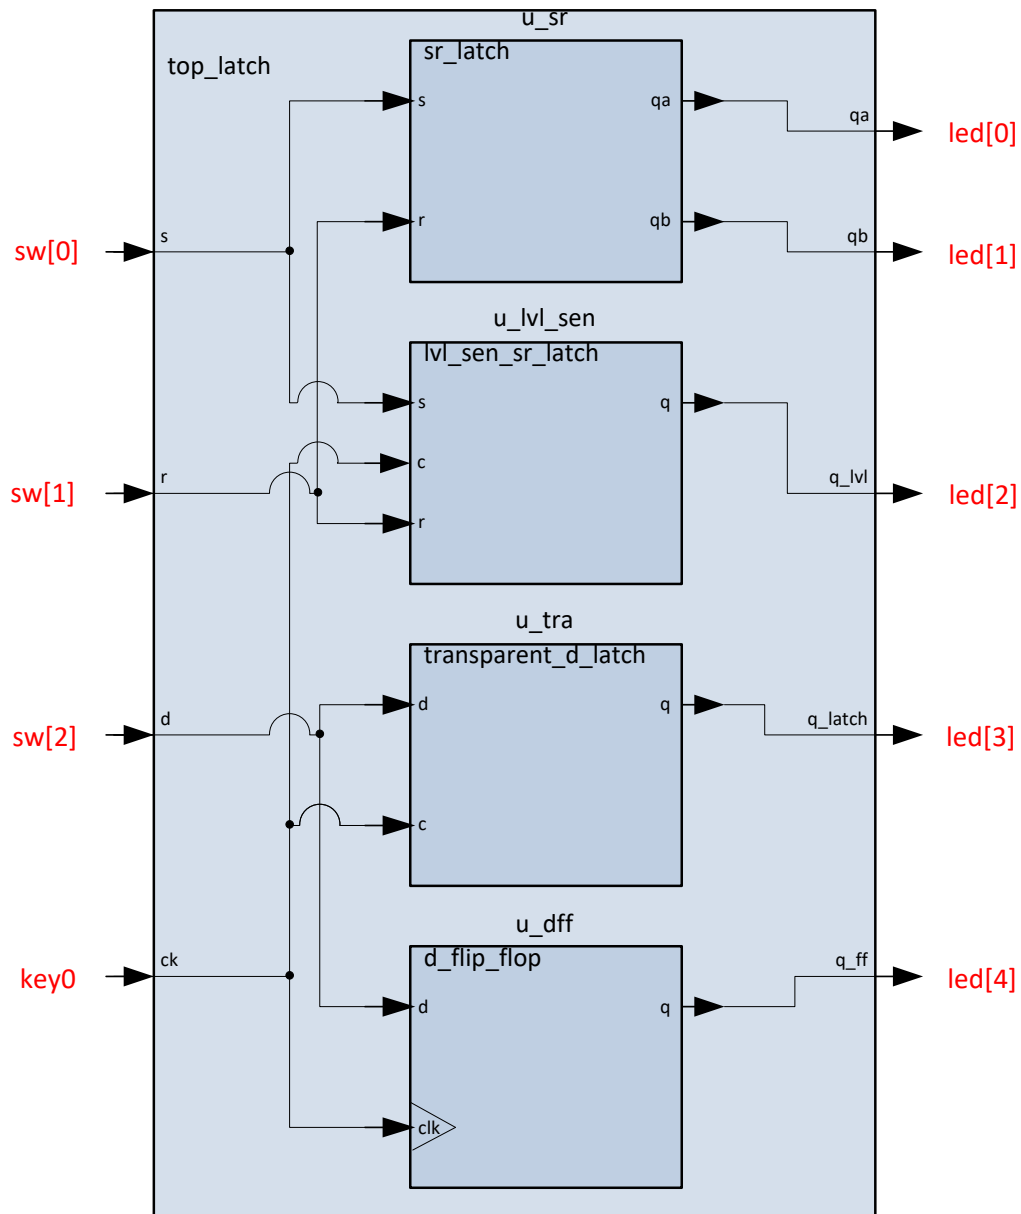 u_sr
top_latch
sr_latch
s
qa
r
qb
sw[0]
s
qa
led[0]
qb
led[1]
u_lvl_sen
lvl_sen_sr_latch
s
q
c
r
sw[1]
r
q_lvl
led[2]
u_tra
transparent_d_latch
d
q
c
sw[2]
d
q_latch
led[3]
u_dff
d_flip_flop
d
q
clk
key0
ck
q_ff
led[4]